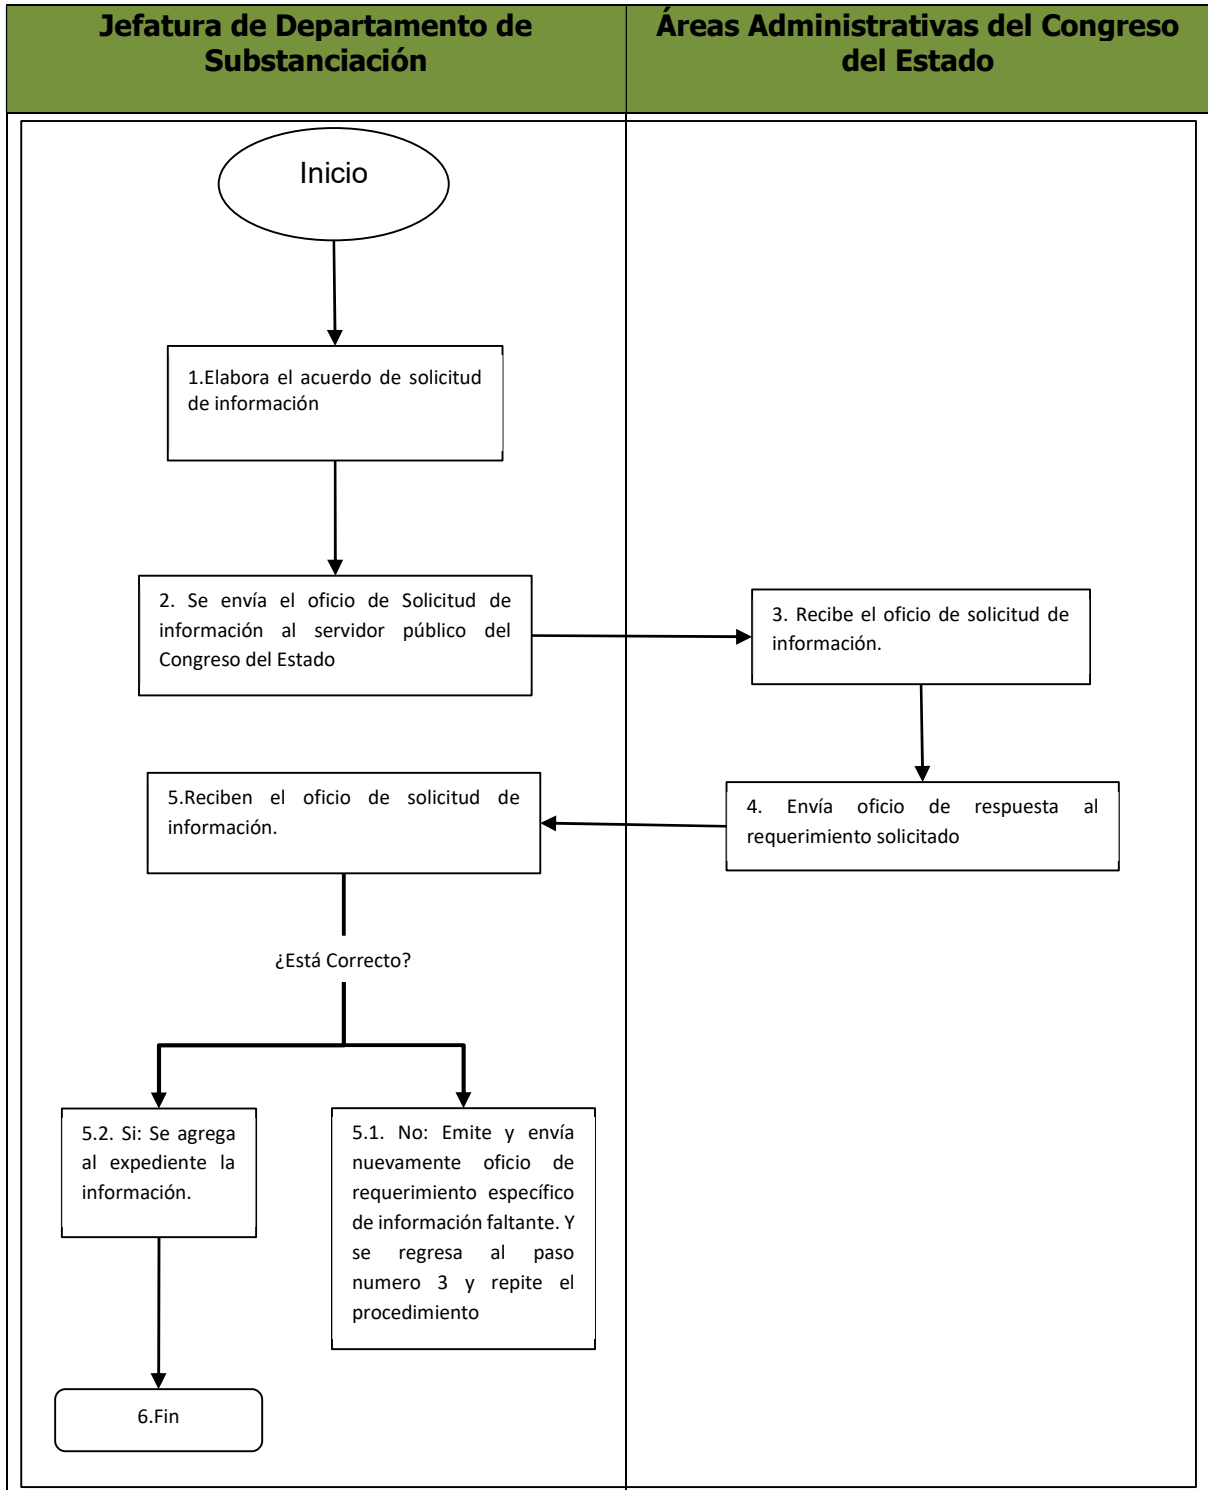 Jefatura de Departamento de
Substanciación
Áreas Administrativas del Congreso
del Estado
Inicio
1.Elabora el acuerdo de solicitud
de información
2. Se envía el oficio de Solicitud de
información al servidor público del
Congreso del Estado
3. Recibe el oficio de solicitud de
información.
4. Envía oficio de respuesta al
requerimiento solicitado
5.Reciben el oficio de solicitud de
información.
¿Está Correcto?
5.2. Si: Se agrega
al expediente la
información.
5.1. No: Emite y envía
nuevamente oficio de
requerimiento específico
de información faltante. Y
se regresa al paso
numero 3 y repite el
procedimiento
6.Fin